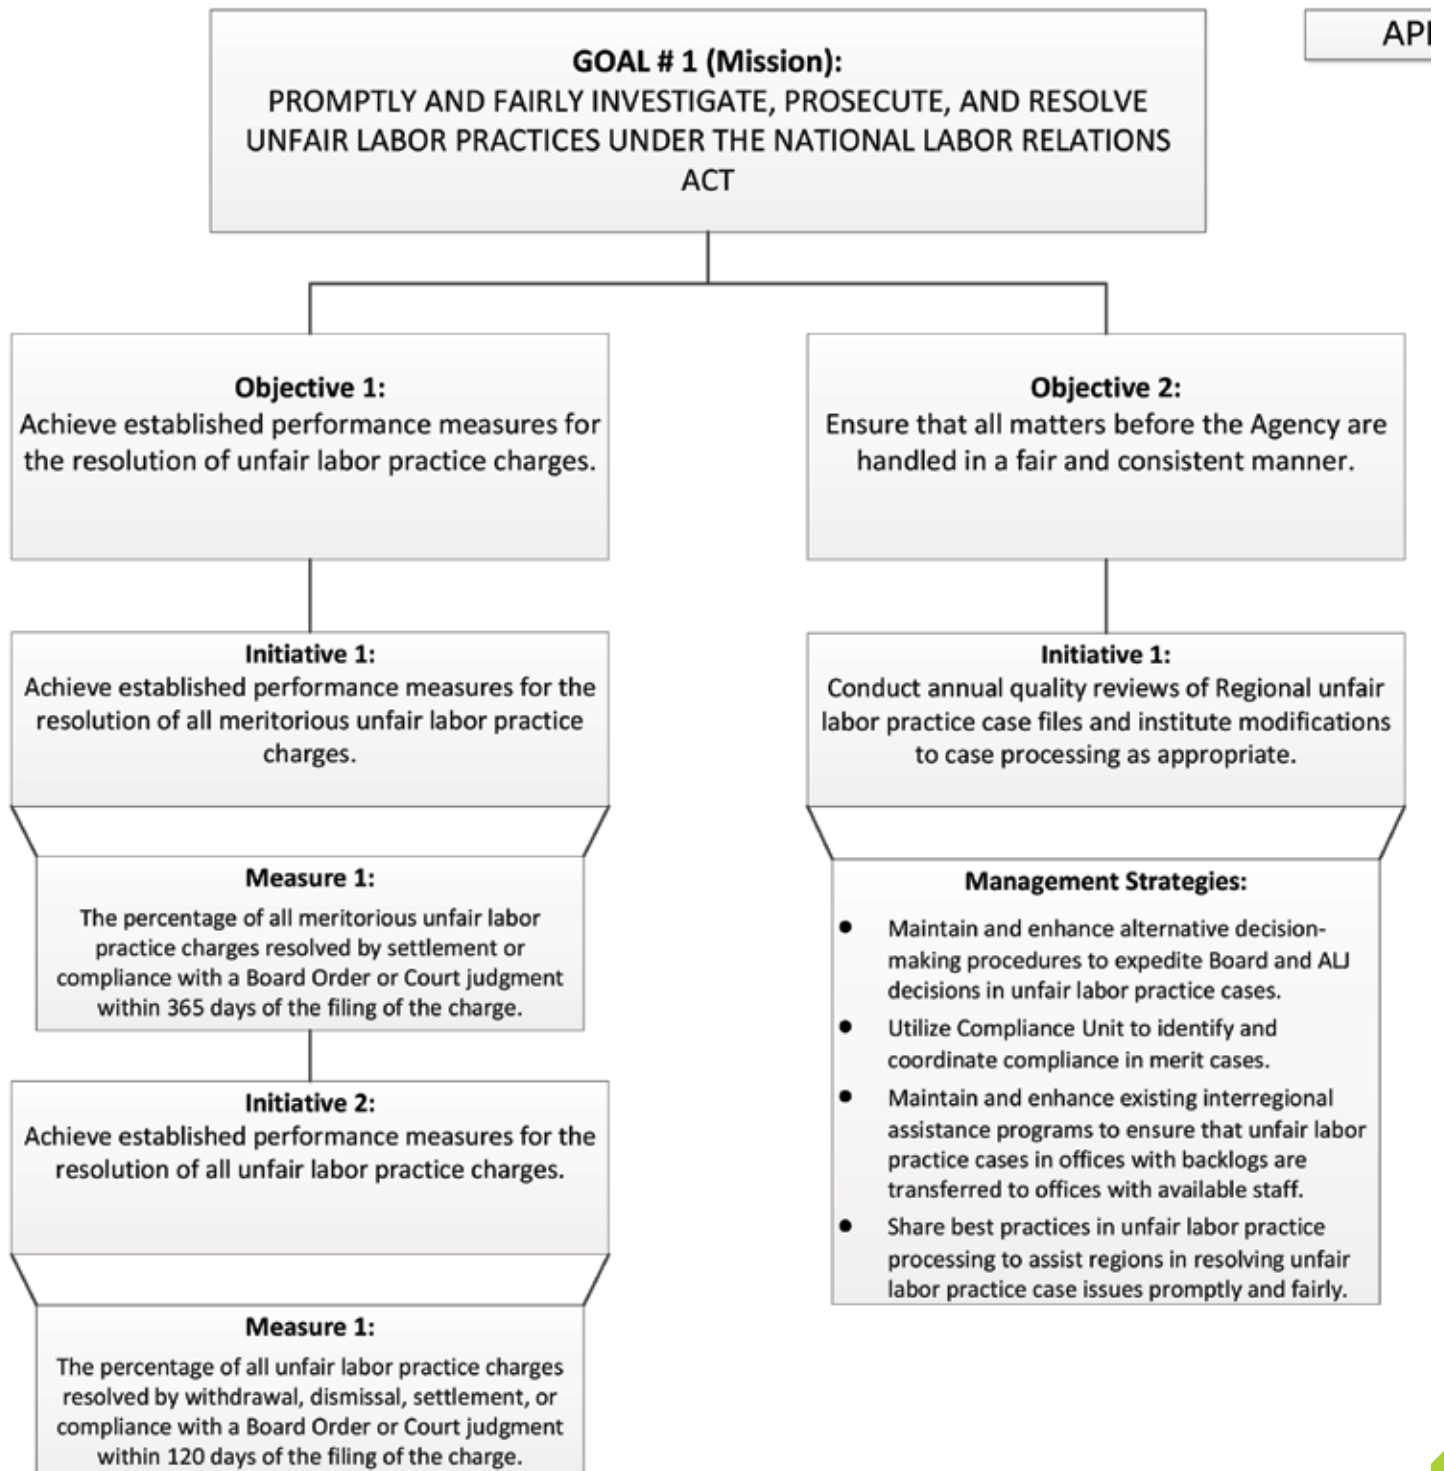 GOAL # 1 (Mission):
PROMPTLY AND FAIRLY INVESTIGATE, PROSECUTE, AND RESOLVE
UNFAIR LABOR PRACTICES UNDER THE NATIONAL LABOR RELATIONS
ACT
Objective 1:
Achieve established performance measures for
the resolution of unfair labor practice charges.
Initiative 1:
Achieve established performance measures for the
resolution of all meritorious unfair labor practice
charges.
Measure 1:
The percentage of all meritorious unfair labor
practice charges resolved by settlement or
compliance with a Board Order or Court judgment
within 365 days of the filing of the charge.
Initiative 2:
Achieve established performance measures for the
resolution of all unfair labor practice charges.
Measure 1:
The percentage of all unfair labor practice charges
resolved by withdrawal, dismissal, settlement, or
compliance with a Board Order or Court judgment
within 120 days of the filing of the charge.
Objective 2:
Ensure that all matters before the Agency are
handled in a fair and consistent manner.
Initiative 1:
Conduct annual quality reviews of Regional unfair
labor practice case files and institute modifications
to case processing as appropriate.
Management Strategies:
● Maintain and enhance alternative decision-
making procedures to expedite Board and ALJ
decisions in unfair labor practice cases.
● Utilize Compliance Unit to identify and
coordinate compliance in merit cases.
● Maintain and enhance existing interregional
assistance programs to ensure that unfair labor
practice cases in offices with backlogs are
transferred to offices with available staff.
● Share best practices in unfair labor practice
processing to assist regions in resolving unfair
labor practice case issues promptly and fairly.